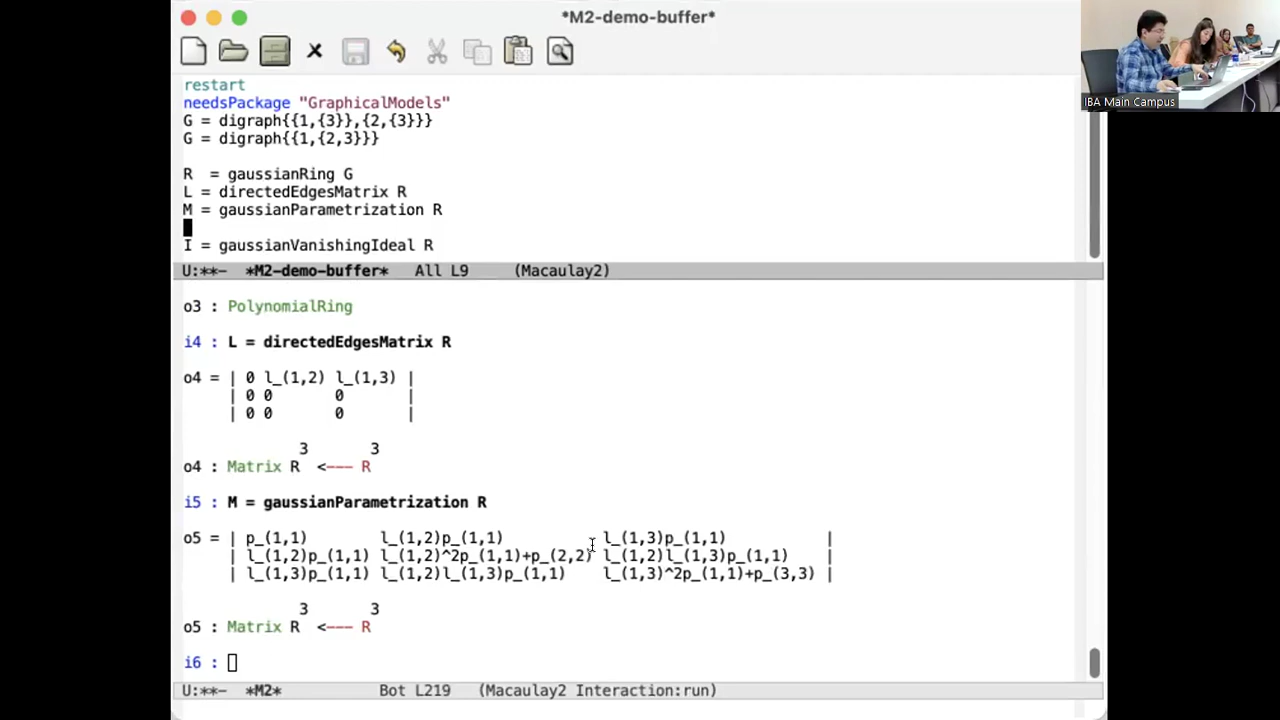 *M2-demo-buffer*
IBA Main Campus
restart
needsPackage "GraphicalModels"
G = digraph{{1,{3}},{2,{3}}}
G = digraph{{1,{2,3}}}
R  = gaussianRing G
L = directedEdgesMatrix R
M = gaussianParametrization R
I = gaussianVanishingIdeal R
U:**-  *M2-demo-buffer*   All L9     (Macaulay2)
o3 : PolynomialRing
i4 : L = directedEdgesMatrix R
o4 = | 0 l_(1,2) l_(1,3) |
| 0 0       0       |
| 0 0       0       |
3       3
o4 : Matrix R  <--- R
i5 : M = gaussianParametrization R
o5 = | p_(1,1)        l_(1,2)p_(1,1)           l_(1,3)p_(1,1)           |
| l_(1,2)p_(1,1) l_(1,2)^2p_(1,1)+p_(2,2) l_(1,2)l_(1,3)p_(1,1)    |
| l_(1,3)p_(1,1) l_(1,2)l_(1,3)p_(1,1)    l_(1,3)^2p_(1,1)+p_(3,3) |
3       3
o5 : Matrix R  <--- R
i6 :
U:**-  *M2*           Bot L219   (Macaulay2 Interaction:run)